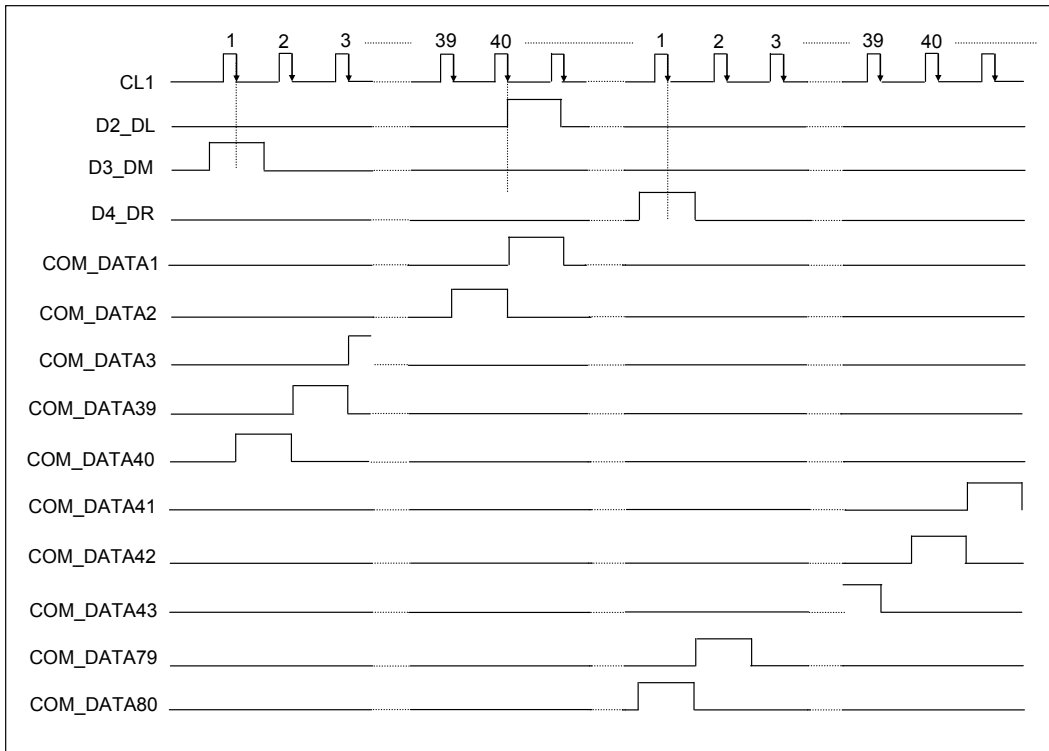 1 2 3 39 40 1 2 3 39 40
CL1
D2_DL
D3_DM
D4_DR
COM_DATA1
COM_DATA2
COM_DATA3
COM_DATA39
COM_DATA40
COM_DATA41
COM_DATA42
COM_DATA43
COM_DATA79
COM_DATA80